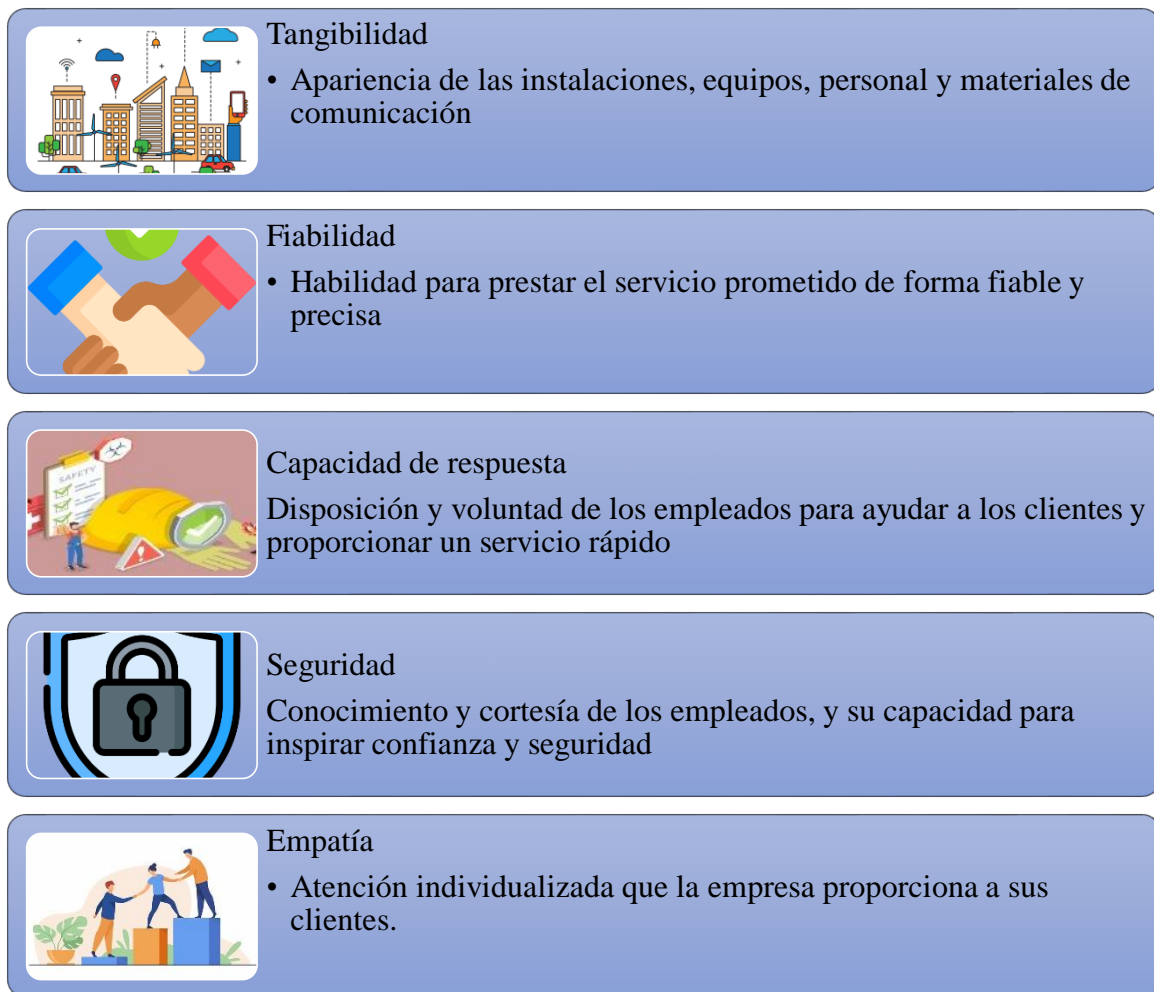 Tangibilidad
• Apariencia de las instalaciones, equipos, personal y materiales de
comunicación
Fiabilidad
• Habilidad para prestar el servicio prometido de forma fiable y
precisa
SAFETY
Capacidad de respuesta
Disposición y voluntad de los empleados para ayudar a los clientes y
proporcionar un servicio rápido
Seguridad
Conocimiento y cortesía de los empleados, y su capacidad para
inspirar confianza y seguridad
Empatía
• Atención individualizada que la empresa proporciona a sus
clientes.